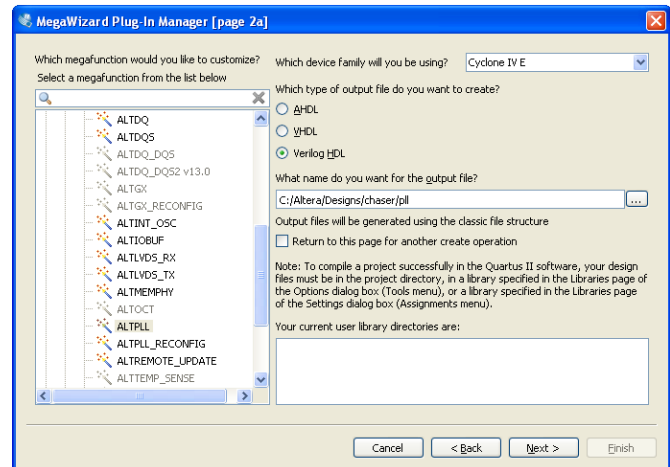 MegaWizard Plug-In Manager [page 2a]
Which megafunction would you like to customize?
Select a megafunction from the list below
ALTDQ
ALTDQS
ALTDQ_DQS
ALTDQ_DQS2 v13.0
ALTGX
ALTGX_RECONFIG
ALTINT_OSC
ALTIOBUF
ALTLVDS_RX
ALTLVDS_TX
ALTMEMPHY
ALTOCT
ALTPLL
ALTPLL_RECONFIG
ALTREMOTE_UPDATE
ALTTEMP_SENSE
Which device family will you be using?
Cyclone IV E
Which type of output file do you want to create?
AHDL
VHDL
Verilog HDL
What name do you want for the output file?
C:/Altera/Designs/chaser/pll
...
Output files will be generated using the classic file structure
Return to this page for another create operation
Note: To compile a project successfully in the Quartus II software, your design
files must be in the project directory, in a library specified in the Libraries page of
the Options dialog box (Tools menu), or a library specified in the Libraries page
of the Settings dialog box (Assignments menu).
Your current user library directories are:
Cancel
< Back
Next >
Finish